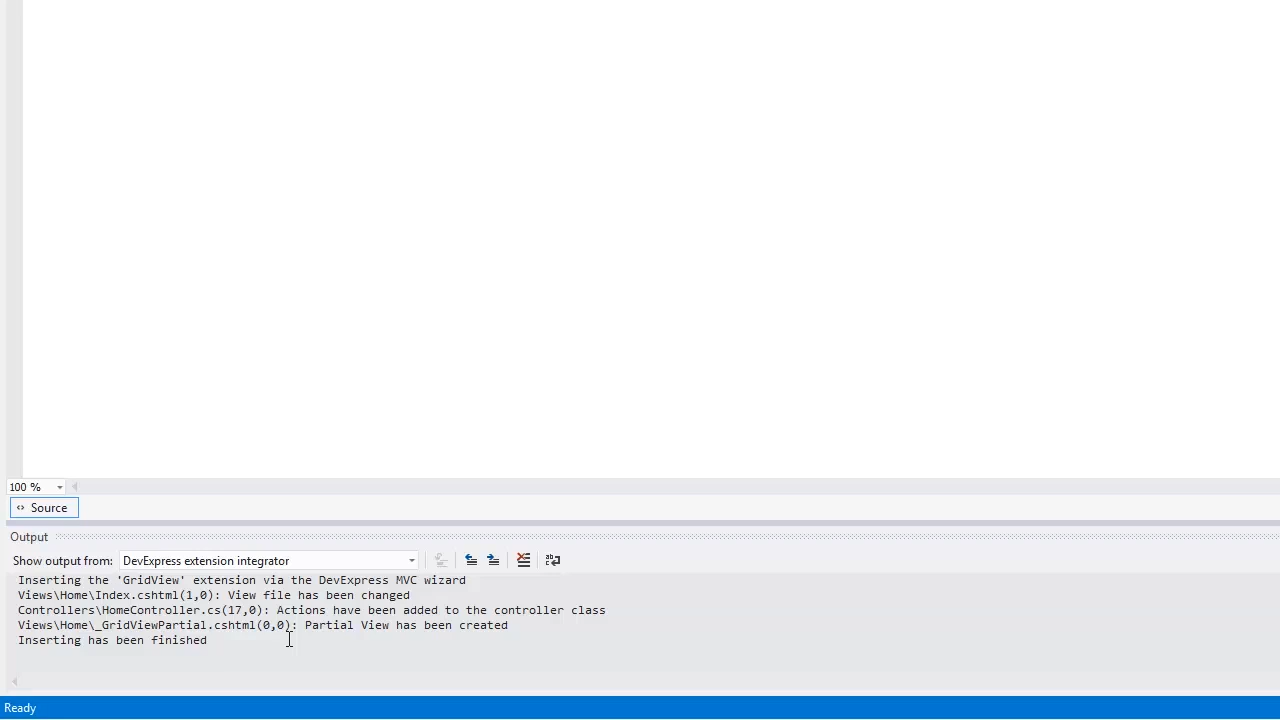 100 %
Source
Output
Show output from: DevExpress extension integrator
Inserting the 'GridView' extension via the DevExpress MVC wizard
Views\Home\Index.cshtml(1,0): View file has been changed
Controllers\HomeController.cs(17,0): Actions have been added to the controller class
Views\Home\_GridViewPartial.cshtml(0,0): Partial View has been created
Inserting has been finished
Ready